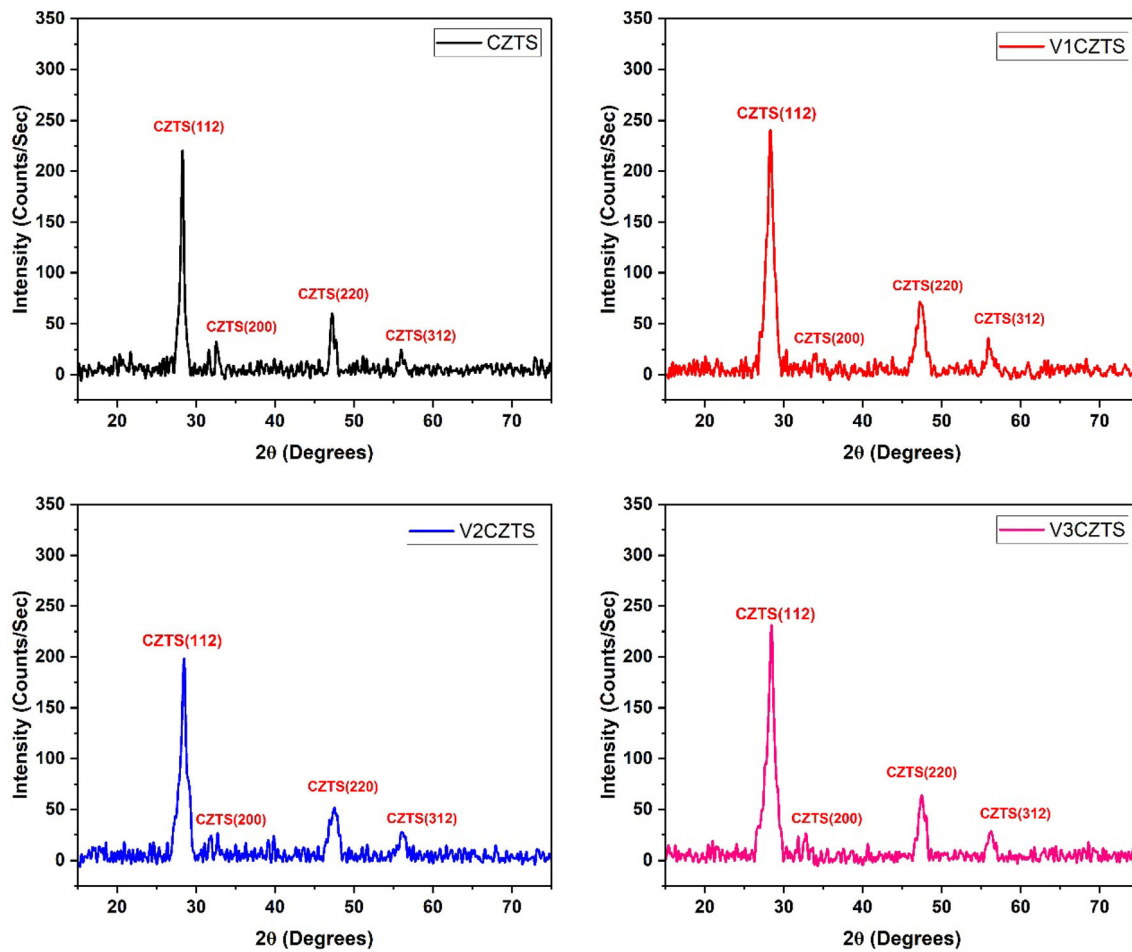 CZTS
350
300
250
200
150
100
50
0
Intensity (Counts/Sec)
CZTS(112)
CZTS(200)
CZTS(220)
CZTS(312)
20 30 40 50 60 70
2θ (Degrees)
V1CZTS
350
300
250
200
150
100
50
0
Intensity (Counts/Sec)
CZTS(112)
CZTS(200)
CZTS(220)
CZTS(312)
20 30 40 50 60 70
2θ (Degrees)
V2CZTS
350
300
250
200
150
100
50
0
Intensity (Counts/Sec)
CZTS(112)
CZTS(200)
CZTS(220)
CZTS(312)
20 30 40 50 60 70
2θ (Degrees)
V3CZTS
350
300
250
200
150
100
50
0
Intensity (Counts/Sec)
CZTS(112)
CZTS(200)
CZTS(220)
CZTS(312)
20 30 40 50 60 70
2θ (Degrees)